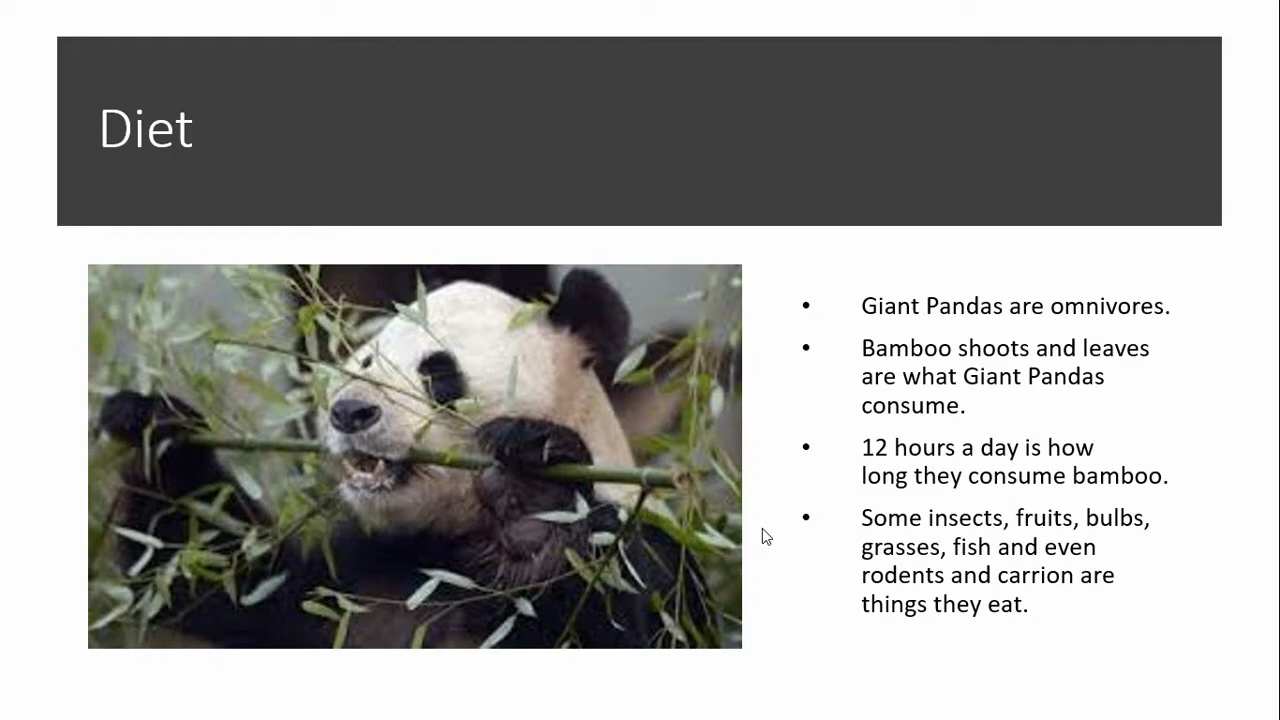 Diet
• Giant Pandas are omnivores.
• Bamboo shoots and leaves
are what Giant Pandas
consume.
• 12 hours a day is how
long they consume bamboo.
• Some insects, fruits, bulbs,
grasses, fish and even
rodents and carrion are
things they eat.